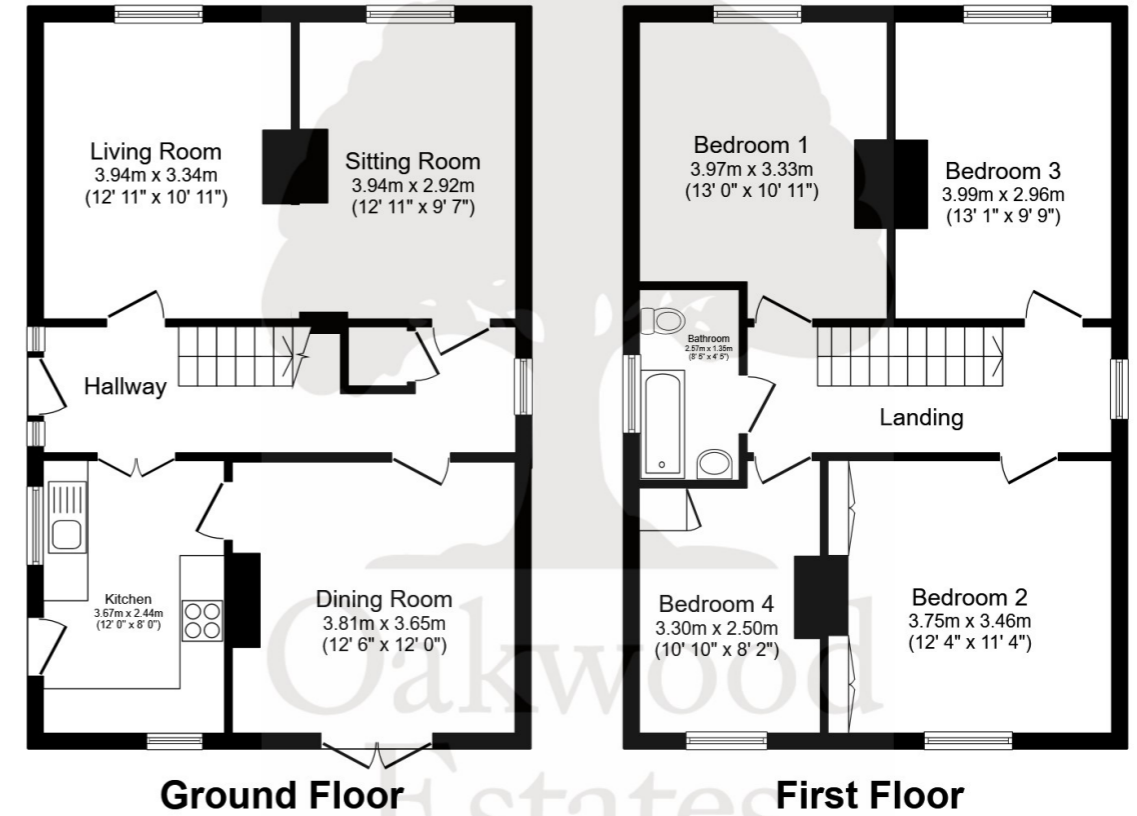 Living Room
3.94m x 3.34m
(12' 11" x 10' 11")
Sitting Room
3.94m x 2.92m
(12' 11" x 9' 7")
Hallway
Kitchen
3.67m x 2.44m
(12' 0" x 8' 0")
Dining Room
3.81m x 3.65m
(12' 6" x 12' 0")
Ground Floor
Bedroom 1
3.97m x 3.33m
(13' 0" x 10' 11")
Bedroom 3
3.99m x 2.96m
(13' 1" x 9' 9")
Bathroom
2.57m x 1.35m
(8' 5" x 4' 5")
Landing
Bedroom 4
3.30m x 2.50m
(10' 10" x 8' 2")
Bedroom 2
3.75m x 3.46m
(12' 4" x 11' 4")
First Floor
Oakwood
Estates